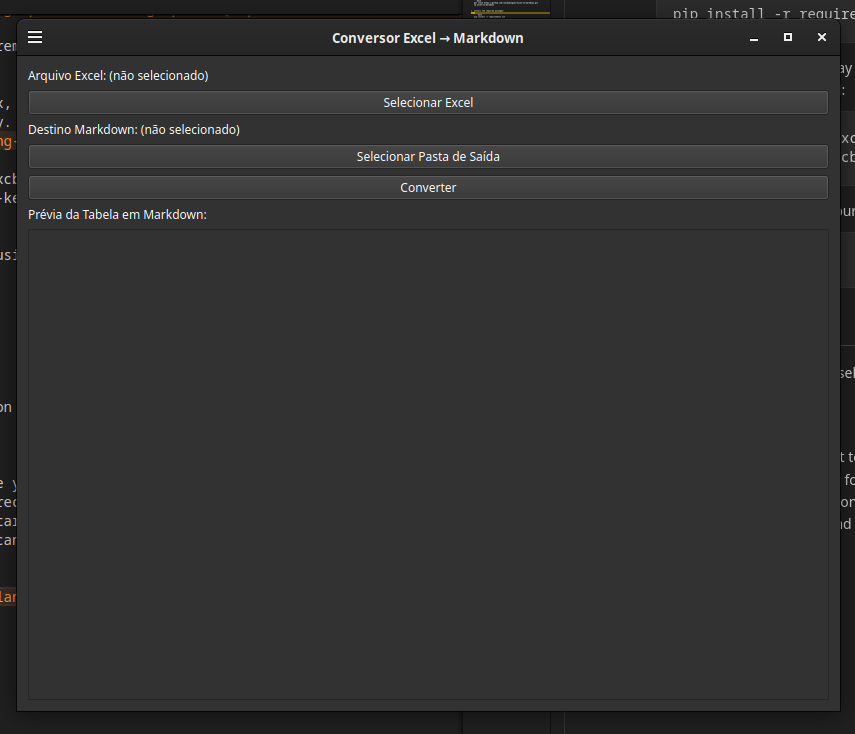 pip install -r require
Conversor Excel → Markdown
Arquivo Excel: (não selecionado)
Selecionar Excel
Destino Markdown: (não selecionado)
Selecionar Pasta de Saída
Converter
Prévia da Tabela em Markdown: